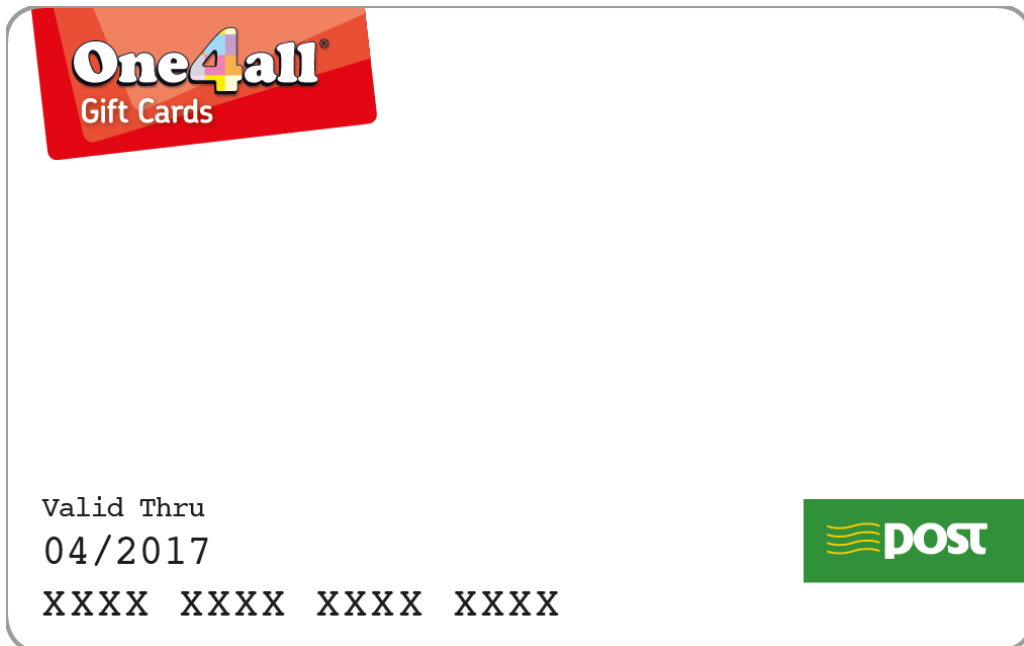 One4all®
Gift Cards
Valid Thru
04/2017
XXXX XXXX XXXX XXXX
post